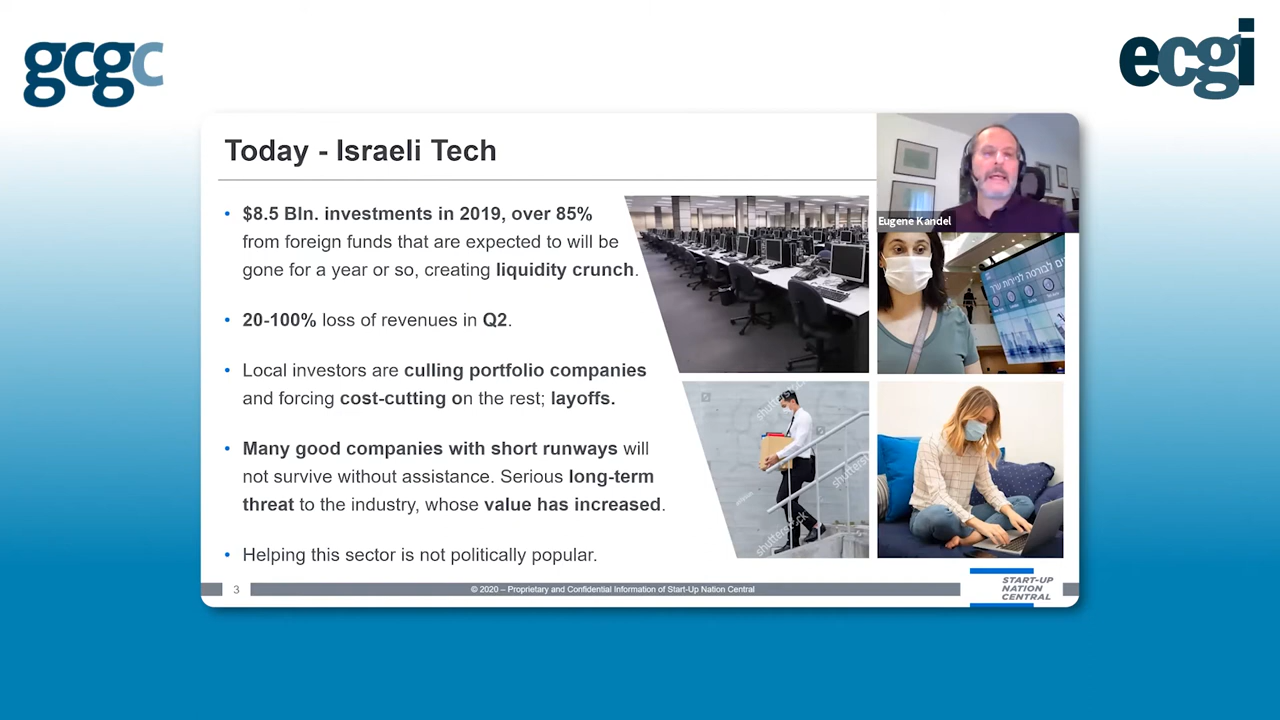 gcgc
ecgi
Today - Israeli Tech
Eugene Kandel
• $8.5 Bln. investments in 2019, over 85%
from foreign funds that are expected to will be
gone for a year or so, creating liquidity crunch.
• 20-100% loss of revenues in Q2.
• Local investors are culling portfolio companies
and forcing cost-cutting on the rest; layoffs.
• Many good companies with short runways will
not survive without assistance. Serious long-term
threat to the industry, whose value has increased.
• Helping this sector is not politically popular.
shutterstock
shutterstock
3
© 2020 – Proprietary and Confidential Information of Start-Up Nation Central
START-UP
NATION
CENTRAL